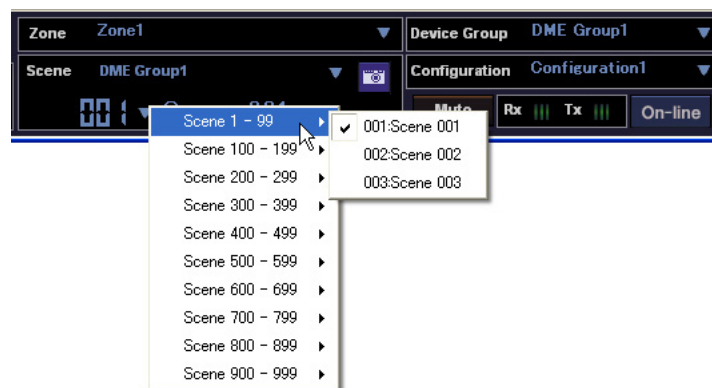 Zone Zone1 Device Group DME Group1
Scene DME Group1 Configuration Configuration1
001 Mute Rx Tx On-line
Scene 1 - 99
Scene 100 - 199
Scene 200 - 299
Scene 300 - 399
Scene 400 - 499
Scene 500 - 599
Scene 600 - 699
Scene 700 - 799
Scene 800 - 899
Scene 900 - 999
001:Scene 001
002:Scene 002
003:Scene 003